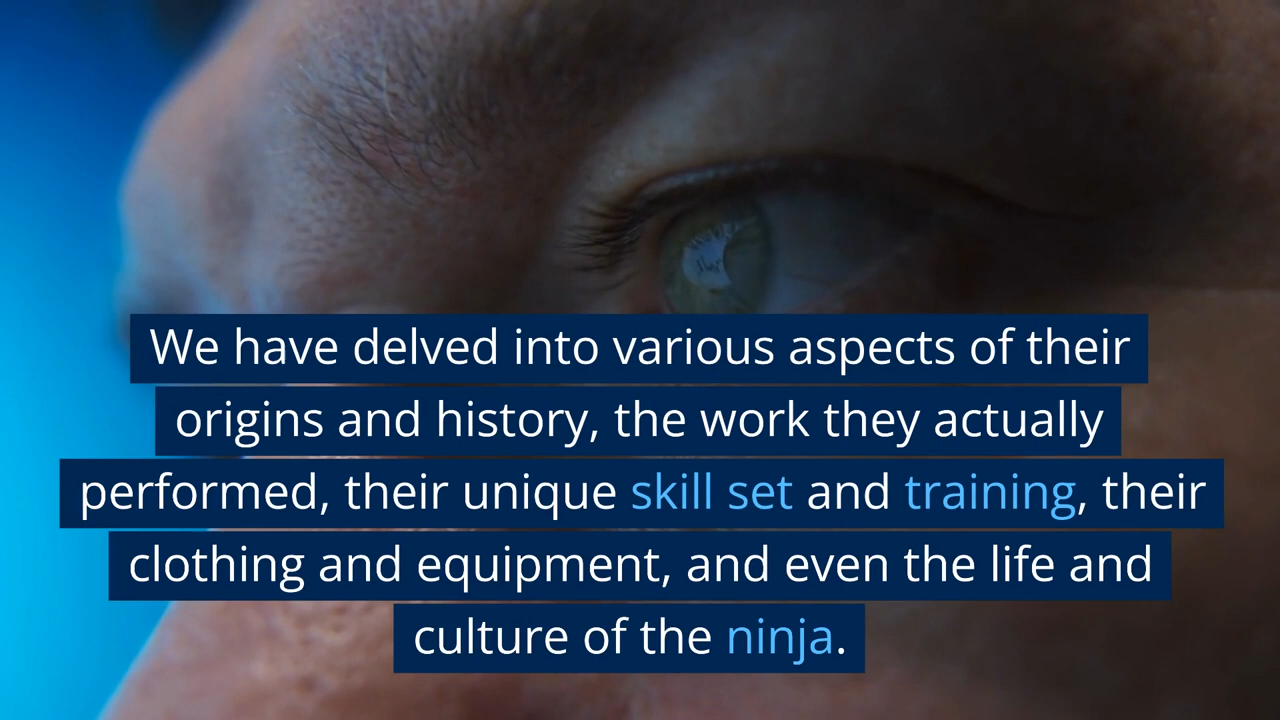 We have delved into various aspects of their
origins and history, the work they actually
performed, their unique skill set and training, their
clothing and equipment, and even the life and
culture of the ninja.